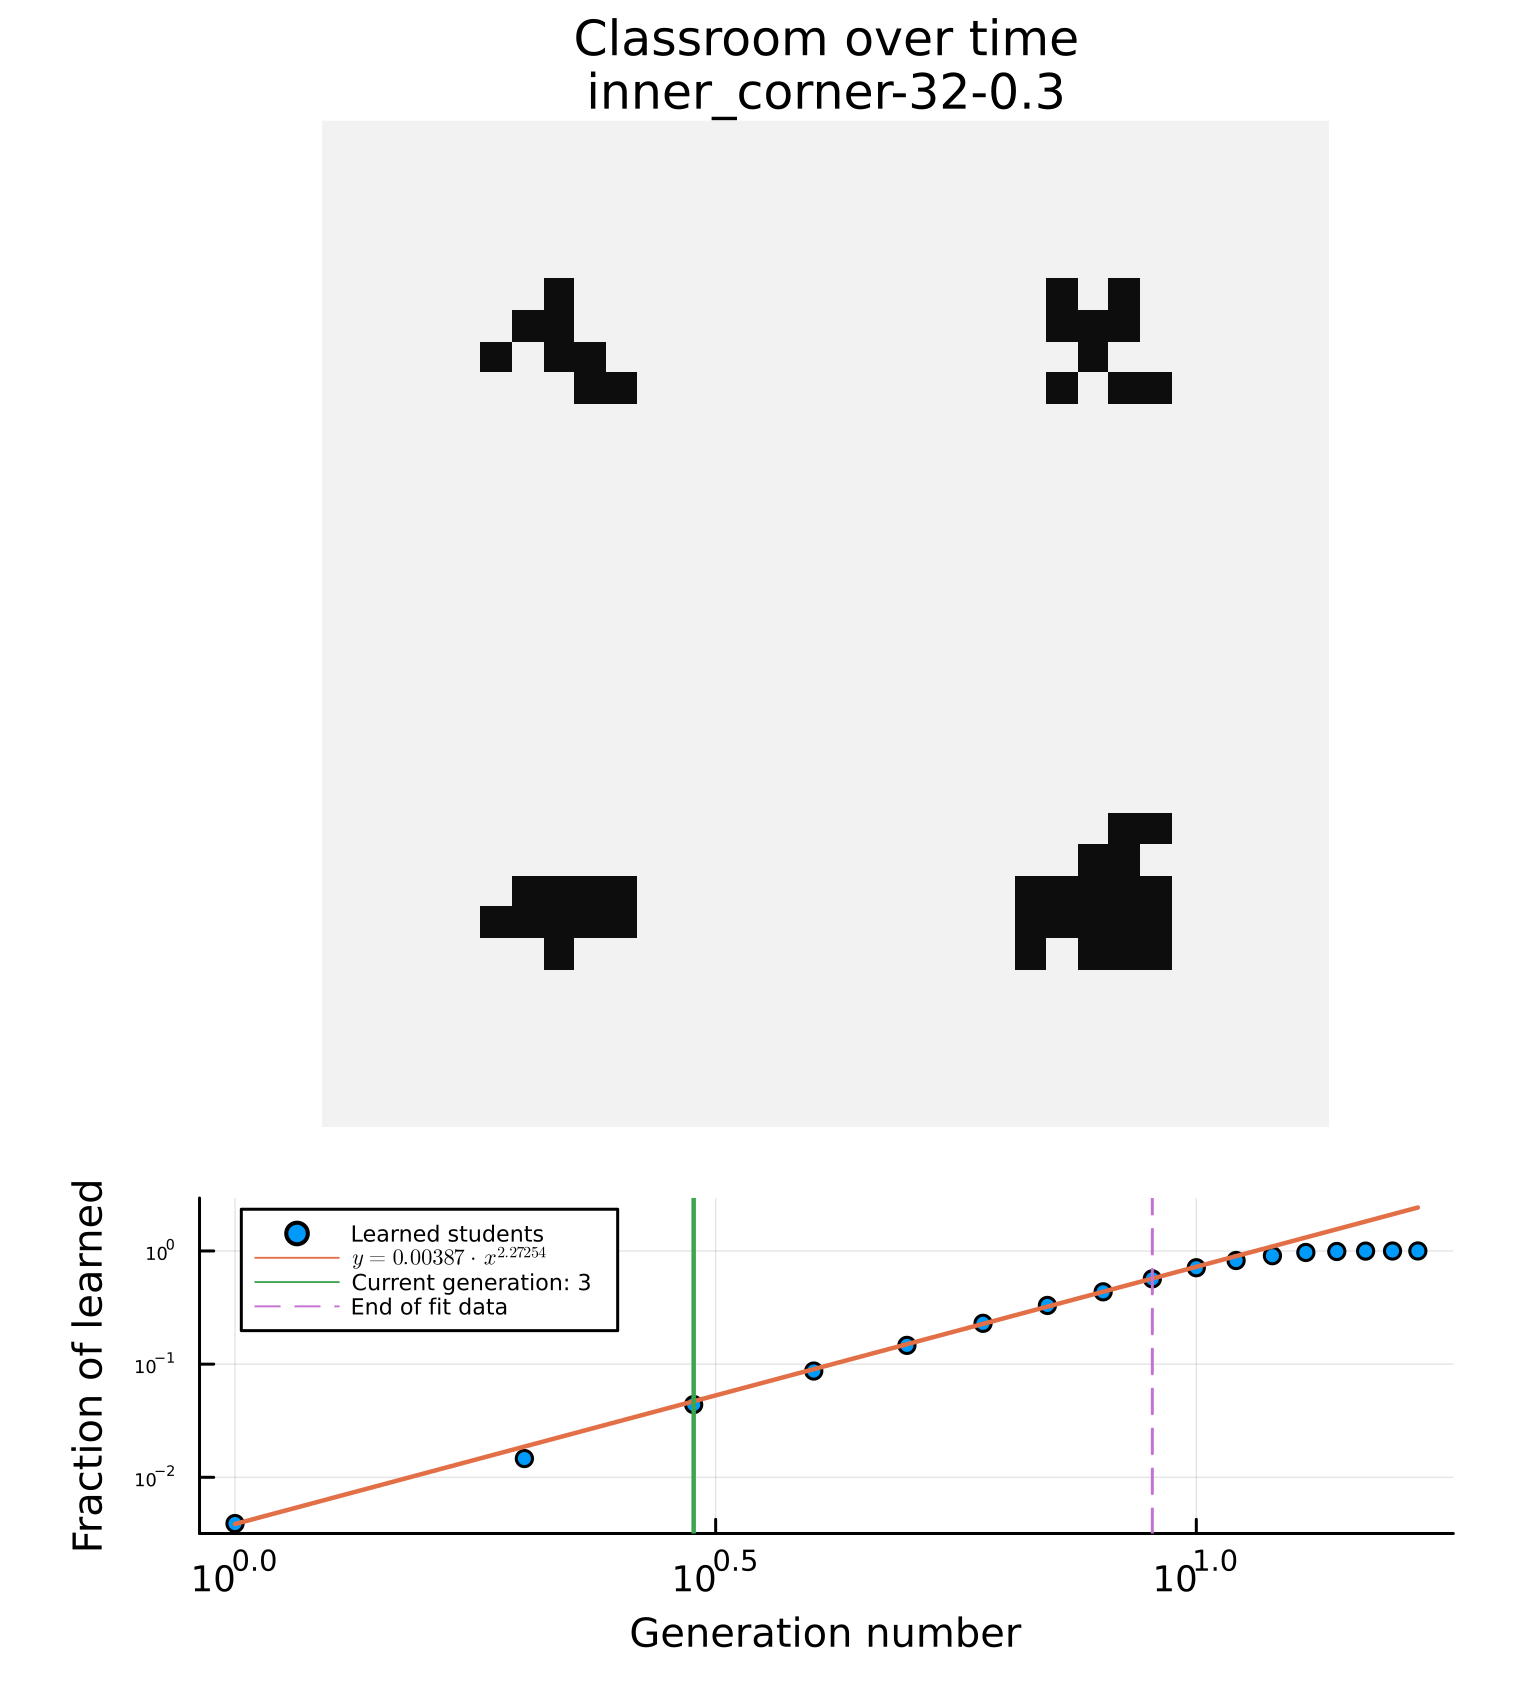 Classroom over time
inner_corner-32-0.3
Fraction of learned
10^0
10^-1
10^-2
Learned students
y = 0.00387 · x^2.27254
Current generation: 3
End of fit data
10^0.0
10^0.5
10^1.0
Generation number